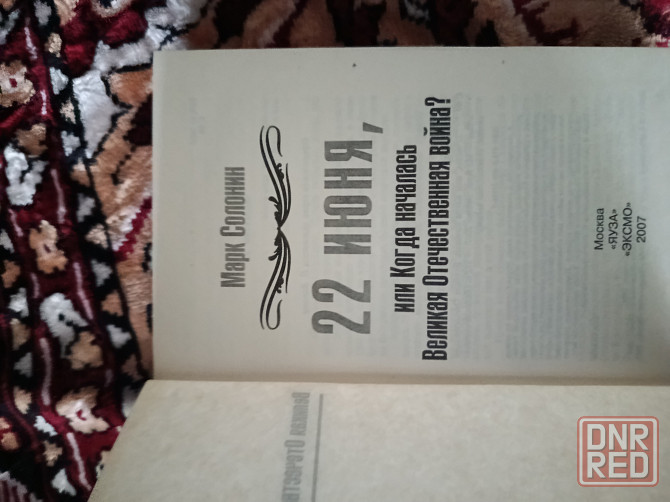 Марк Солонин
22 июня,
или Когда началась
Великая Отечественная война?
Москва
«ЯУЗА»
«ЭКСМО»
2007
DNR
RED